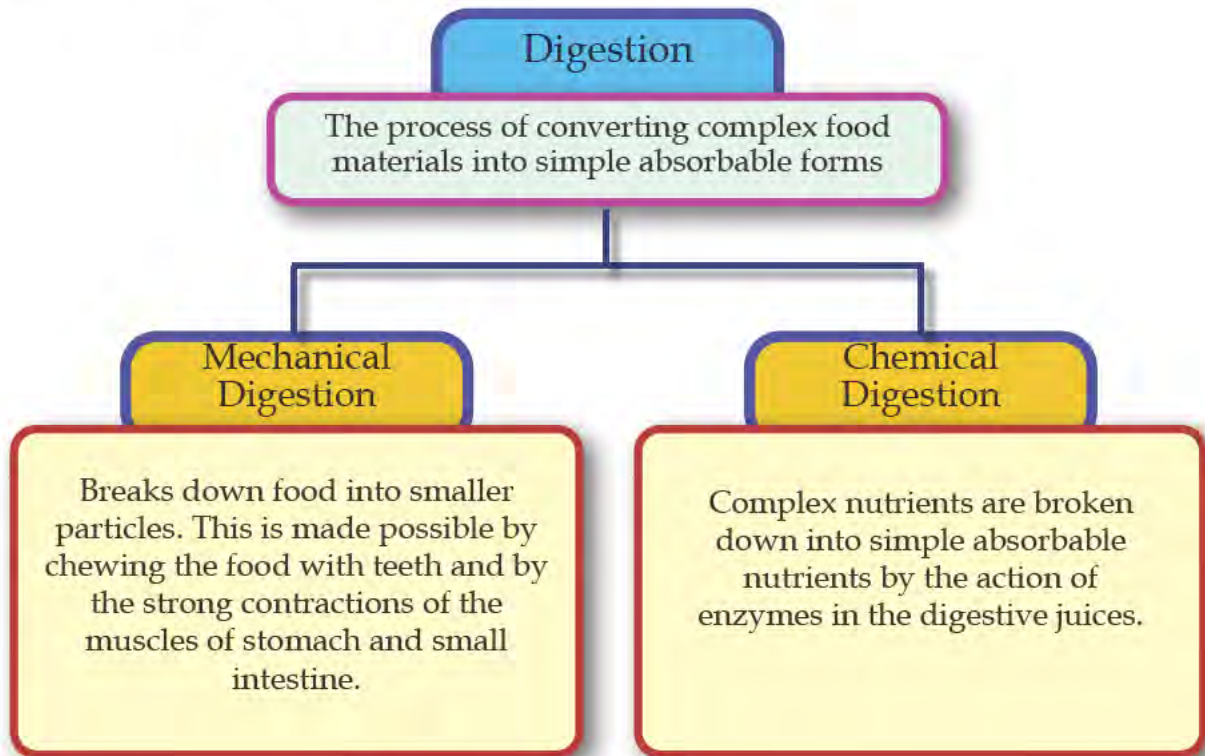 Digestion
The process of converting complex food
materials into simple absorbable forms
Mechanical
Digestion
Breaks down food into smaller
particles. This is made possible by
chewing the food with teeth and by
the strong contractions of the
muscles of stomach and small
intestine.
Chemical
Digestion
Complex nutrients are broken
down into simple absorbable
nutrients by the action of
enzymes in the digestive juices.